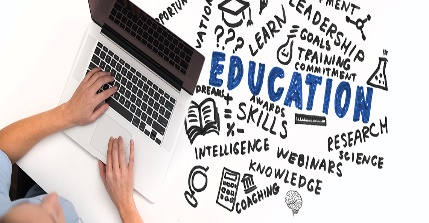 LEADERSHIP
LEARN
GOALS
TRAINING
COMMITMENT
???
EDUCATION
DREAM
AWARDS
SKILLS
RESEARCH
SCIENCE
INTELLIGENCE
WEBINARS
KNOWLEDGE
COACHING